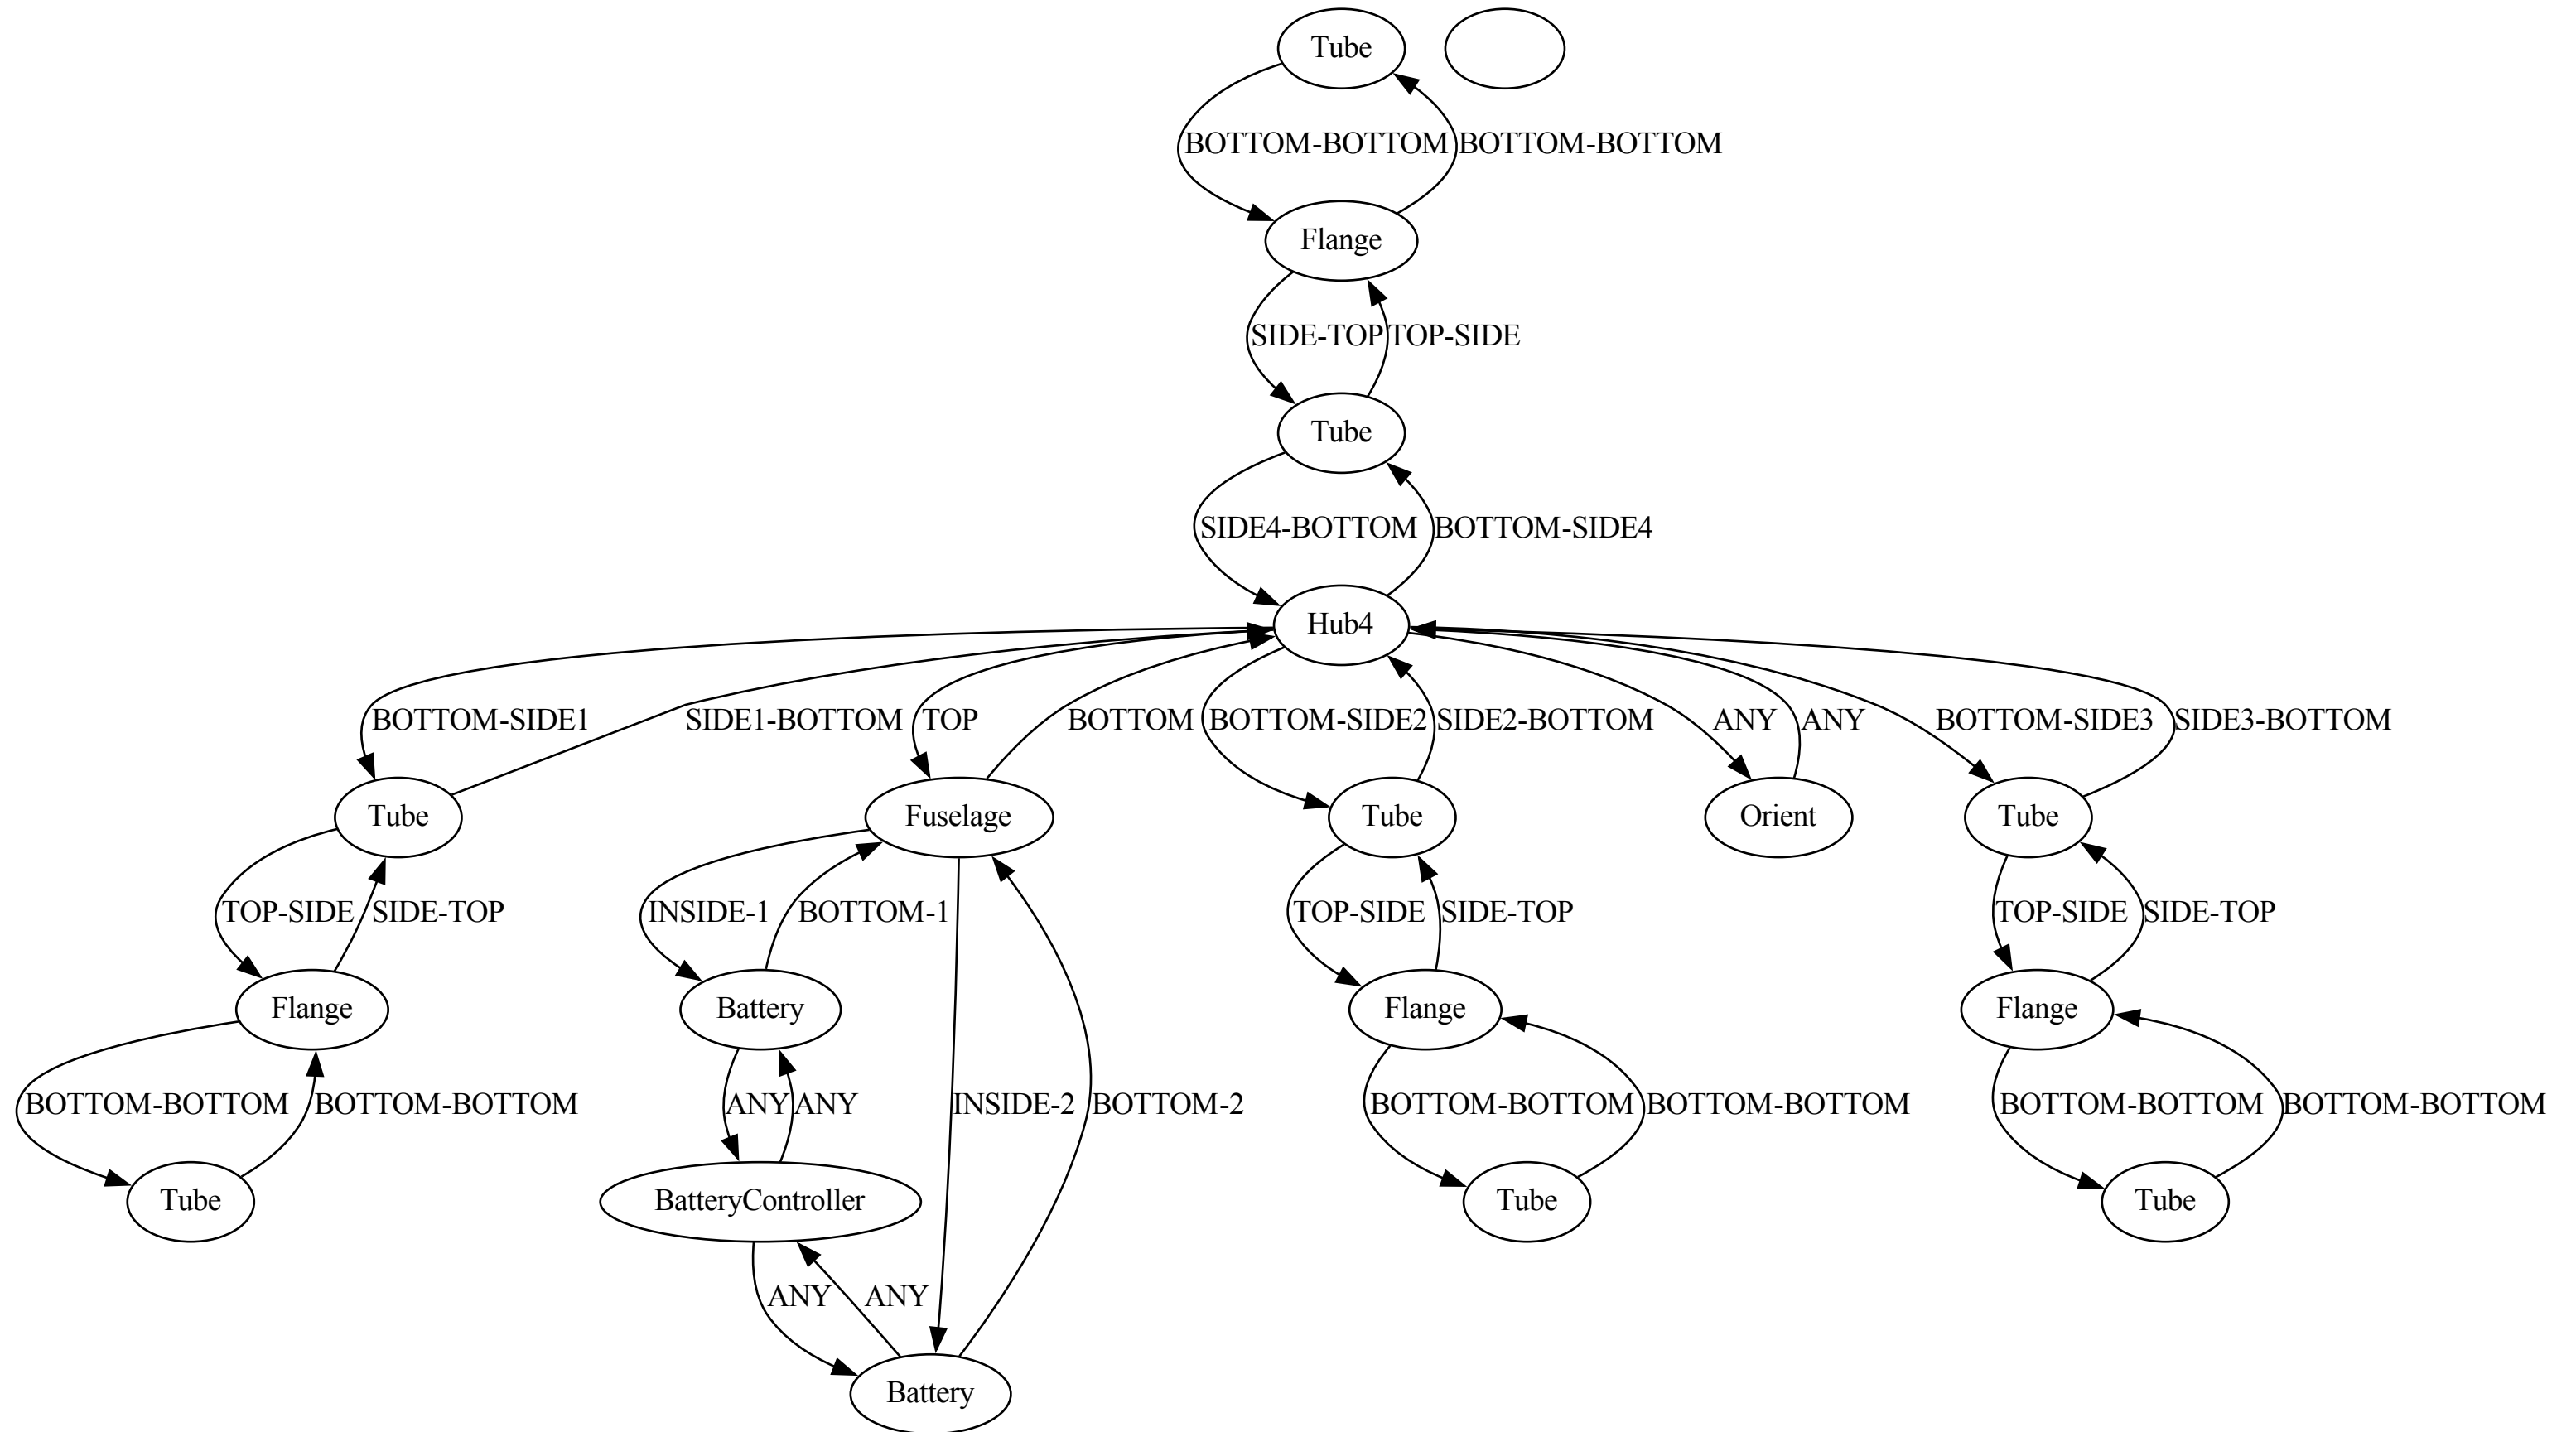 Tube
BOTTOM-BOTTOM
BOTTOM-BOTTOM
Flange
SIDE-TOP
TOP-SIDE
Tube
SIDE4-BOTTOM
BOTTOM-SIDE4
Hub4
BOTTOM-SIDE1
SIDE1-BOTTOM
TOP
BOTTOM
BOTTOM-SIDE2
SIDE2-BOTTOM
ANY
ANY
BOTTOM-SIDE3
SIDE3-BOTTOM
Tube
Fuselage
Tube
Orient
Tube
TOP-SIDE
SIDE-TOP
INSIDE-1
BOTTOM-1
TOP-SIDE
SIDE-TOP
TOP-SIDE
SIDE-TOP
Flange
Battery
Flange
Flange
BOTTOM-BOTTOM
BOTTOM-BOTTOM
ANY
ANY
INSIDE-2
BOTTOM-2
BOTTOM-BOTTOM
BOTTOM-BOTTOM
BOTTOM-BOTTOM
BOTTOM-BOTTOM
Tube
BatteryController
Tube
Tube
ANY
ANY
Battery